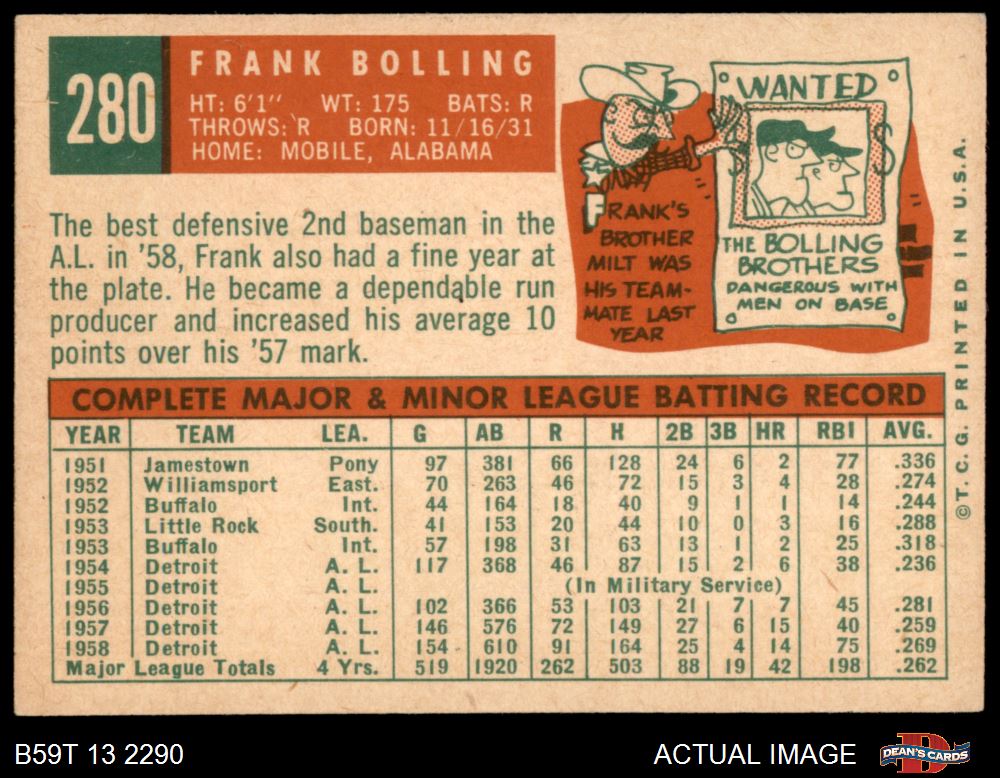 280
FRANK BOLLING
HT: 6'1" WT: 175 BATS: R
THROWS: R BORN: 11/16/31
HOME: MOBILE, ALABAMA
The best defensive 2nd baseman in the
A.L. in '58, Frank also had a fine year at
the plate. He became a dependable run
producer and increased his average 10
points over his '57 mark.
FRANK'S
BROTHER
MILT WAS
HIS TEAM-
MATE LAST
YEAR
WANTED
THE BOLLING
BROTHERS
DANGEROUS WITH
MEN ON BASE
©T. C. G. PRINTED IN U.S.A.
COMPLETE MAJOR & MINOR LEAGUE BATTING RECORD
YEAR TEAM LEA. G AB R H 2B 3B HR RBI AVG.
1951 Jamestown Pony 97 381 66 128 24 6 2 77 .336
1952 Williamsport East. 70 263 46 72 15 3 4 28 .274
1952 Buffalo Int. 44 164 18 40 9 1 1 14 .244
1953 Little Rock South. 41 153 20 44 10 0 3 16 .288
1953 Buffalo Int. 57 198 31 63 13 1 2 25 .318
1954 Detroit A. L. 117 368 46 87 15 2 6 38 .236
1955 Detroit A. L. (In Military Service)
1956 Detroit A. L. 102 366 53 103 21 7 7 45 .281
1957 Detroit A. L. 146 576 72 149 27 6 15 40 .259
1958 Detroit A. L. 154 610 91 164 25 4 14 75 .269
Major League Totals 4 Yrs. 519 1920 262 503 88 19 42 198 .262
B59T 13 2290
ACTUAL IMAGE
DEAN'S CARDS